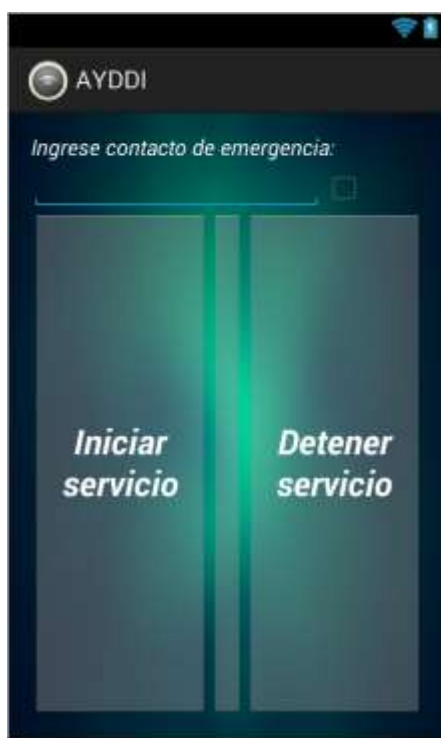 AYDDI
Ingrese contacto de emergencia:
Iniciar
servicio
Detener
servicio